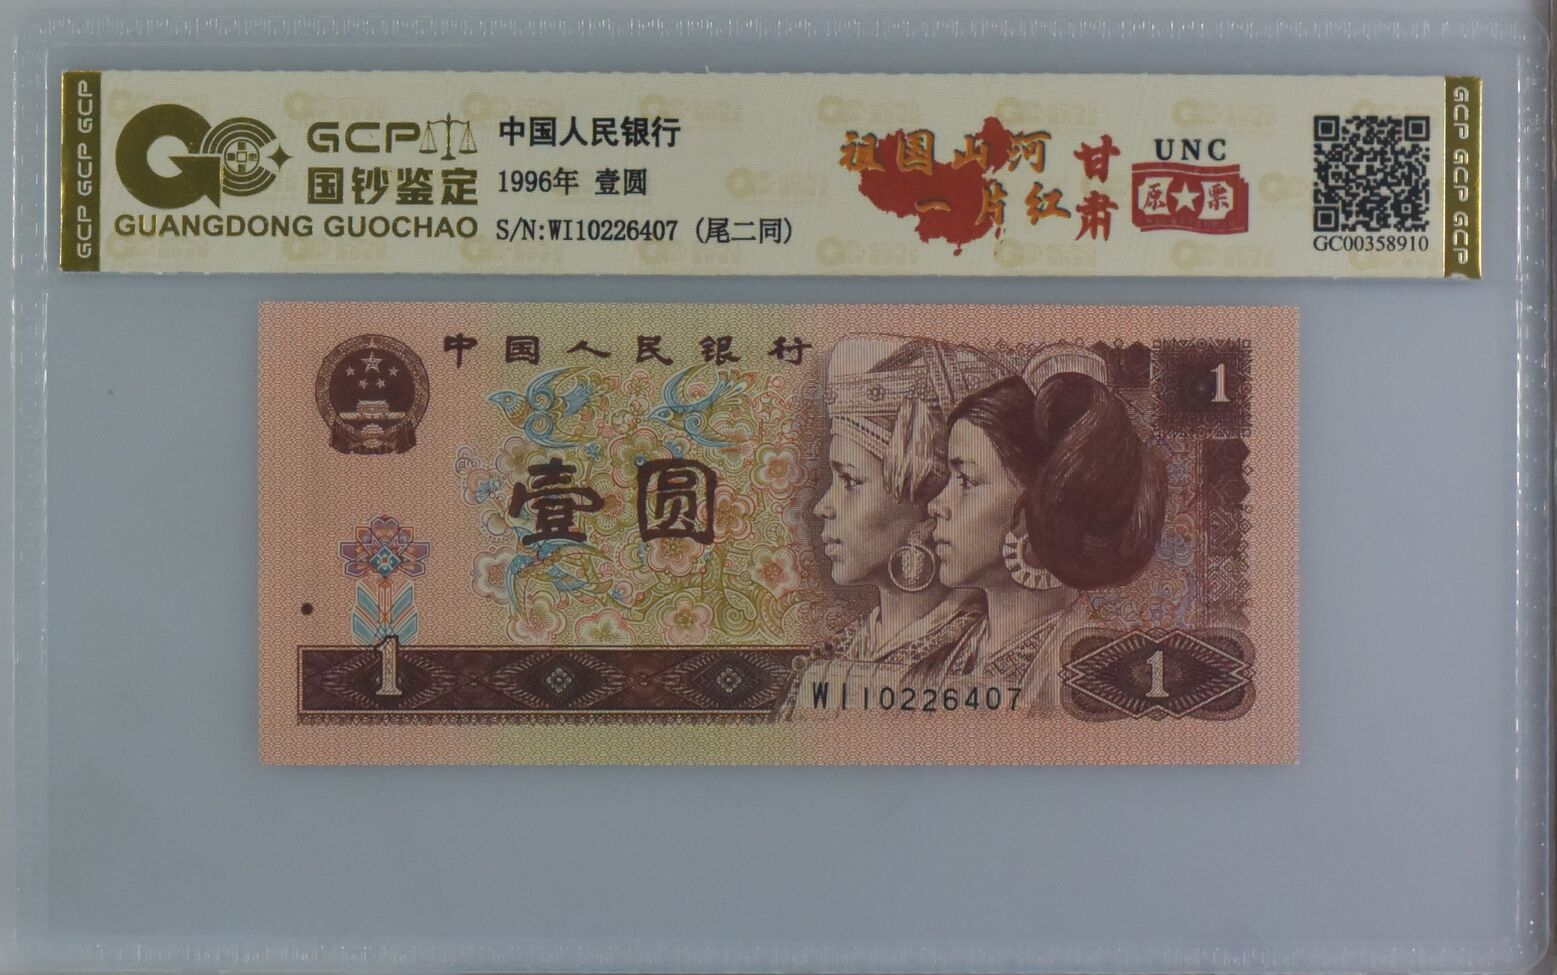 GCP GCP GCP
GCP
国钞鉴定
GUANGDONG GUOCHAO
中国人民银行
1996年 壹圆
S/N:WI10226407 (尾二同)
祖国山河
一片红
甘肃
UNC
原票
GC00358910
GCP GCP GCP
中国人民银行
1
壹圆
1
WI10226407
1